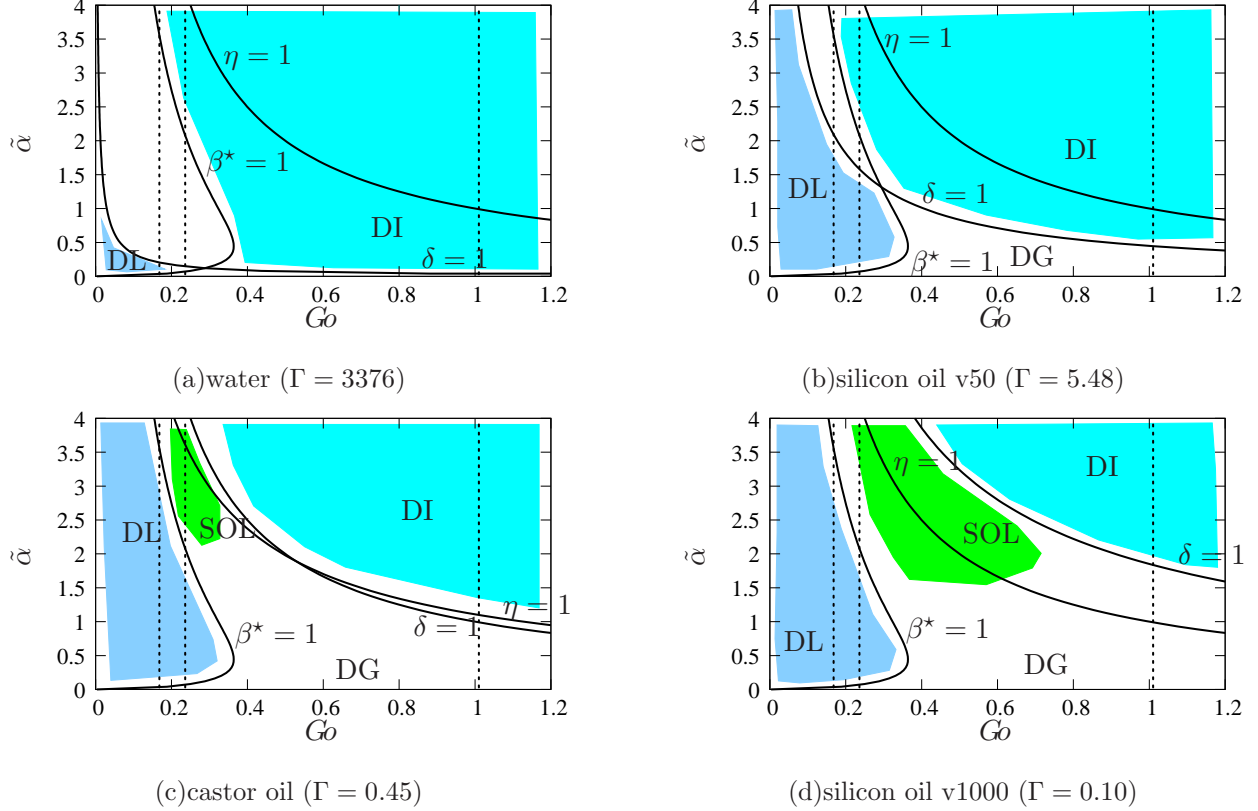 4
3.5
3
2.5
2
1.5
1
0.5
0
α̃
η = 1
β⋆ = 1
DI
DL
δ = 1
0 0.2 0.4 0.6 0.8 1 1.2
Go
(a)water (Γ = 3376)
4
3.5
3
2.5
2
1.5
1
0.5
0
α̃
η = 1
DI
DL
δ = 1
DG
β⋆ = 1
0 0.2 0.4 0.6 0.8 1 1.2
Go
(b)silicon oil v50 (Γ = 5.48)
4
3.5
3
2.5
2
1.5
1
0.5
0
α̃
DI
DL
SOL
η = 1
δ = 1
β⋆ = 1
DG
0 0.2 0.4 0.6 0.8 1 1.2
Go
(c)castor oil (Γ = 0.45)
4
3.5
3
2.5
2
1.5
1
0.5
0
α̃
η = 1
DI
SOL
δ = 1
β⋆ = 1
DL
DG
0 0.2 0.4 0.6 0.8 1 1.2
Go
(d)silicon oil v1000 (Γ = 0.10)